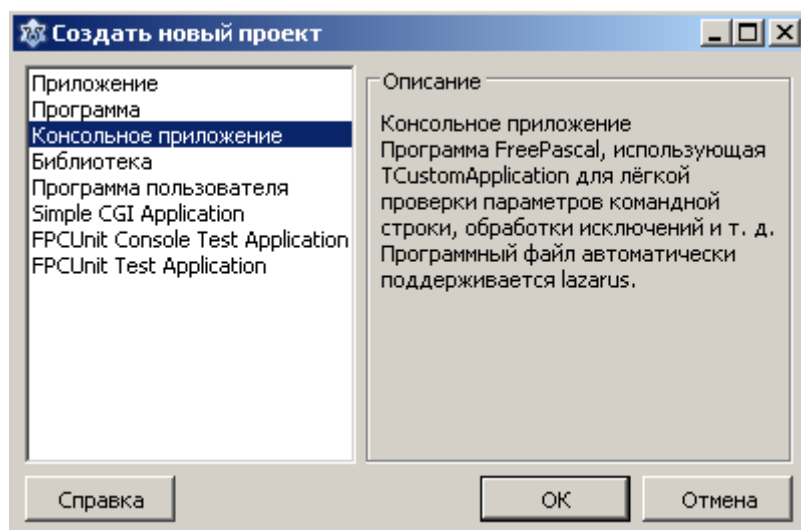 Создать новый проект
Приложение
Программа
Консольное приложение
Библиотека
Программа пользователя
Simple CGI Application
FPCUnit Console Test Application
FPCUnit Test Application
Описание
Консольное приложение
Программа FreePascal, использующая
TCustomApplication для лёгкой
проверки параметров командной
строки, обработки исключений и т. д.
Программный файл автоматически
поддерживается lazarus.
Справка
OK
Отмена